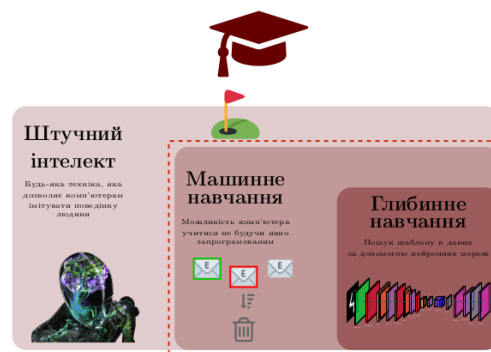 Штучний
інтелект
Будь-яка техніка, яка
дозволяє комп'ютерам
імітувати поведінку
людини
Машинне
навчання
Можливість комп'ютера
учитися не будучи явно
запрограмованим
E
E
E
Глибинне
навчання
Пошук шаблону в даних
за допомогою нейронних мереж